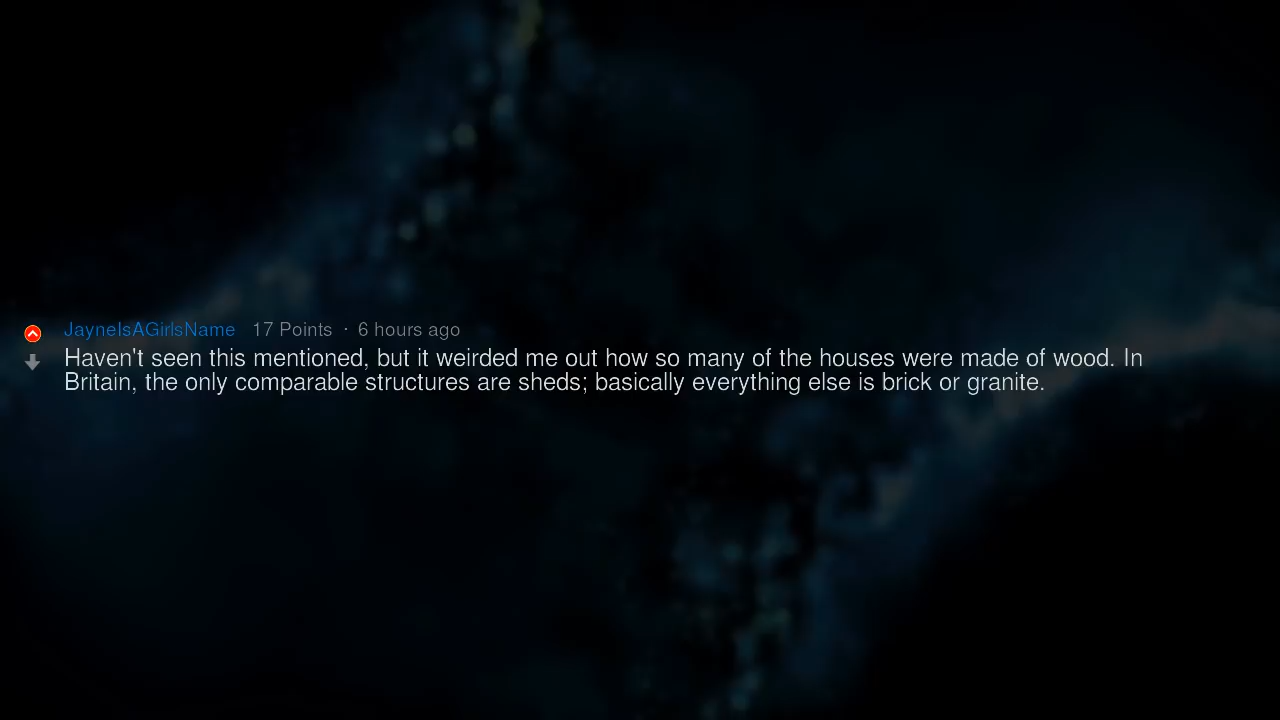 JayneIsAGirlsName 17 Points · 6 hours ago
Haven't seen this mentioned, but it weirded me out how so many of the houses were made of wood. In
Britain, the only comparable structures are sheds; basically everything else is brick or granite.